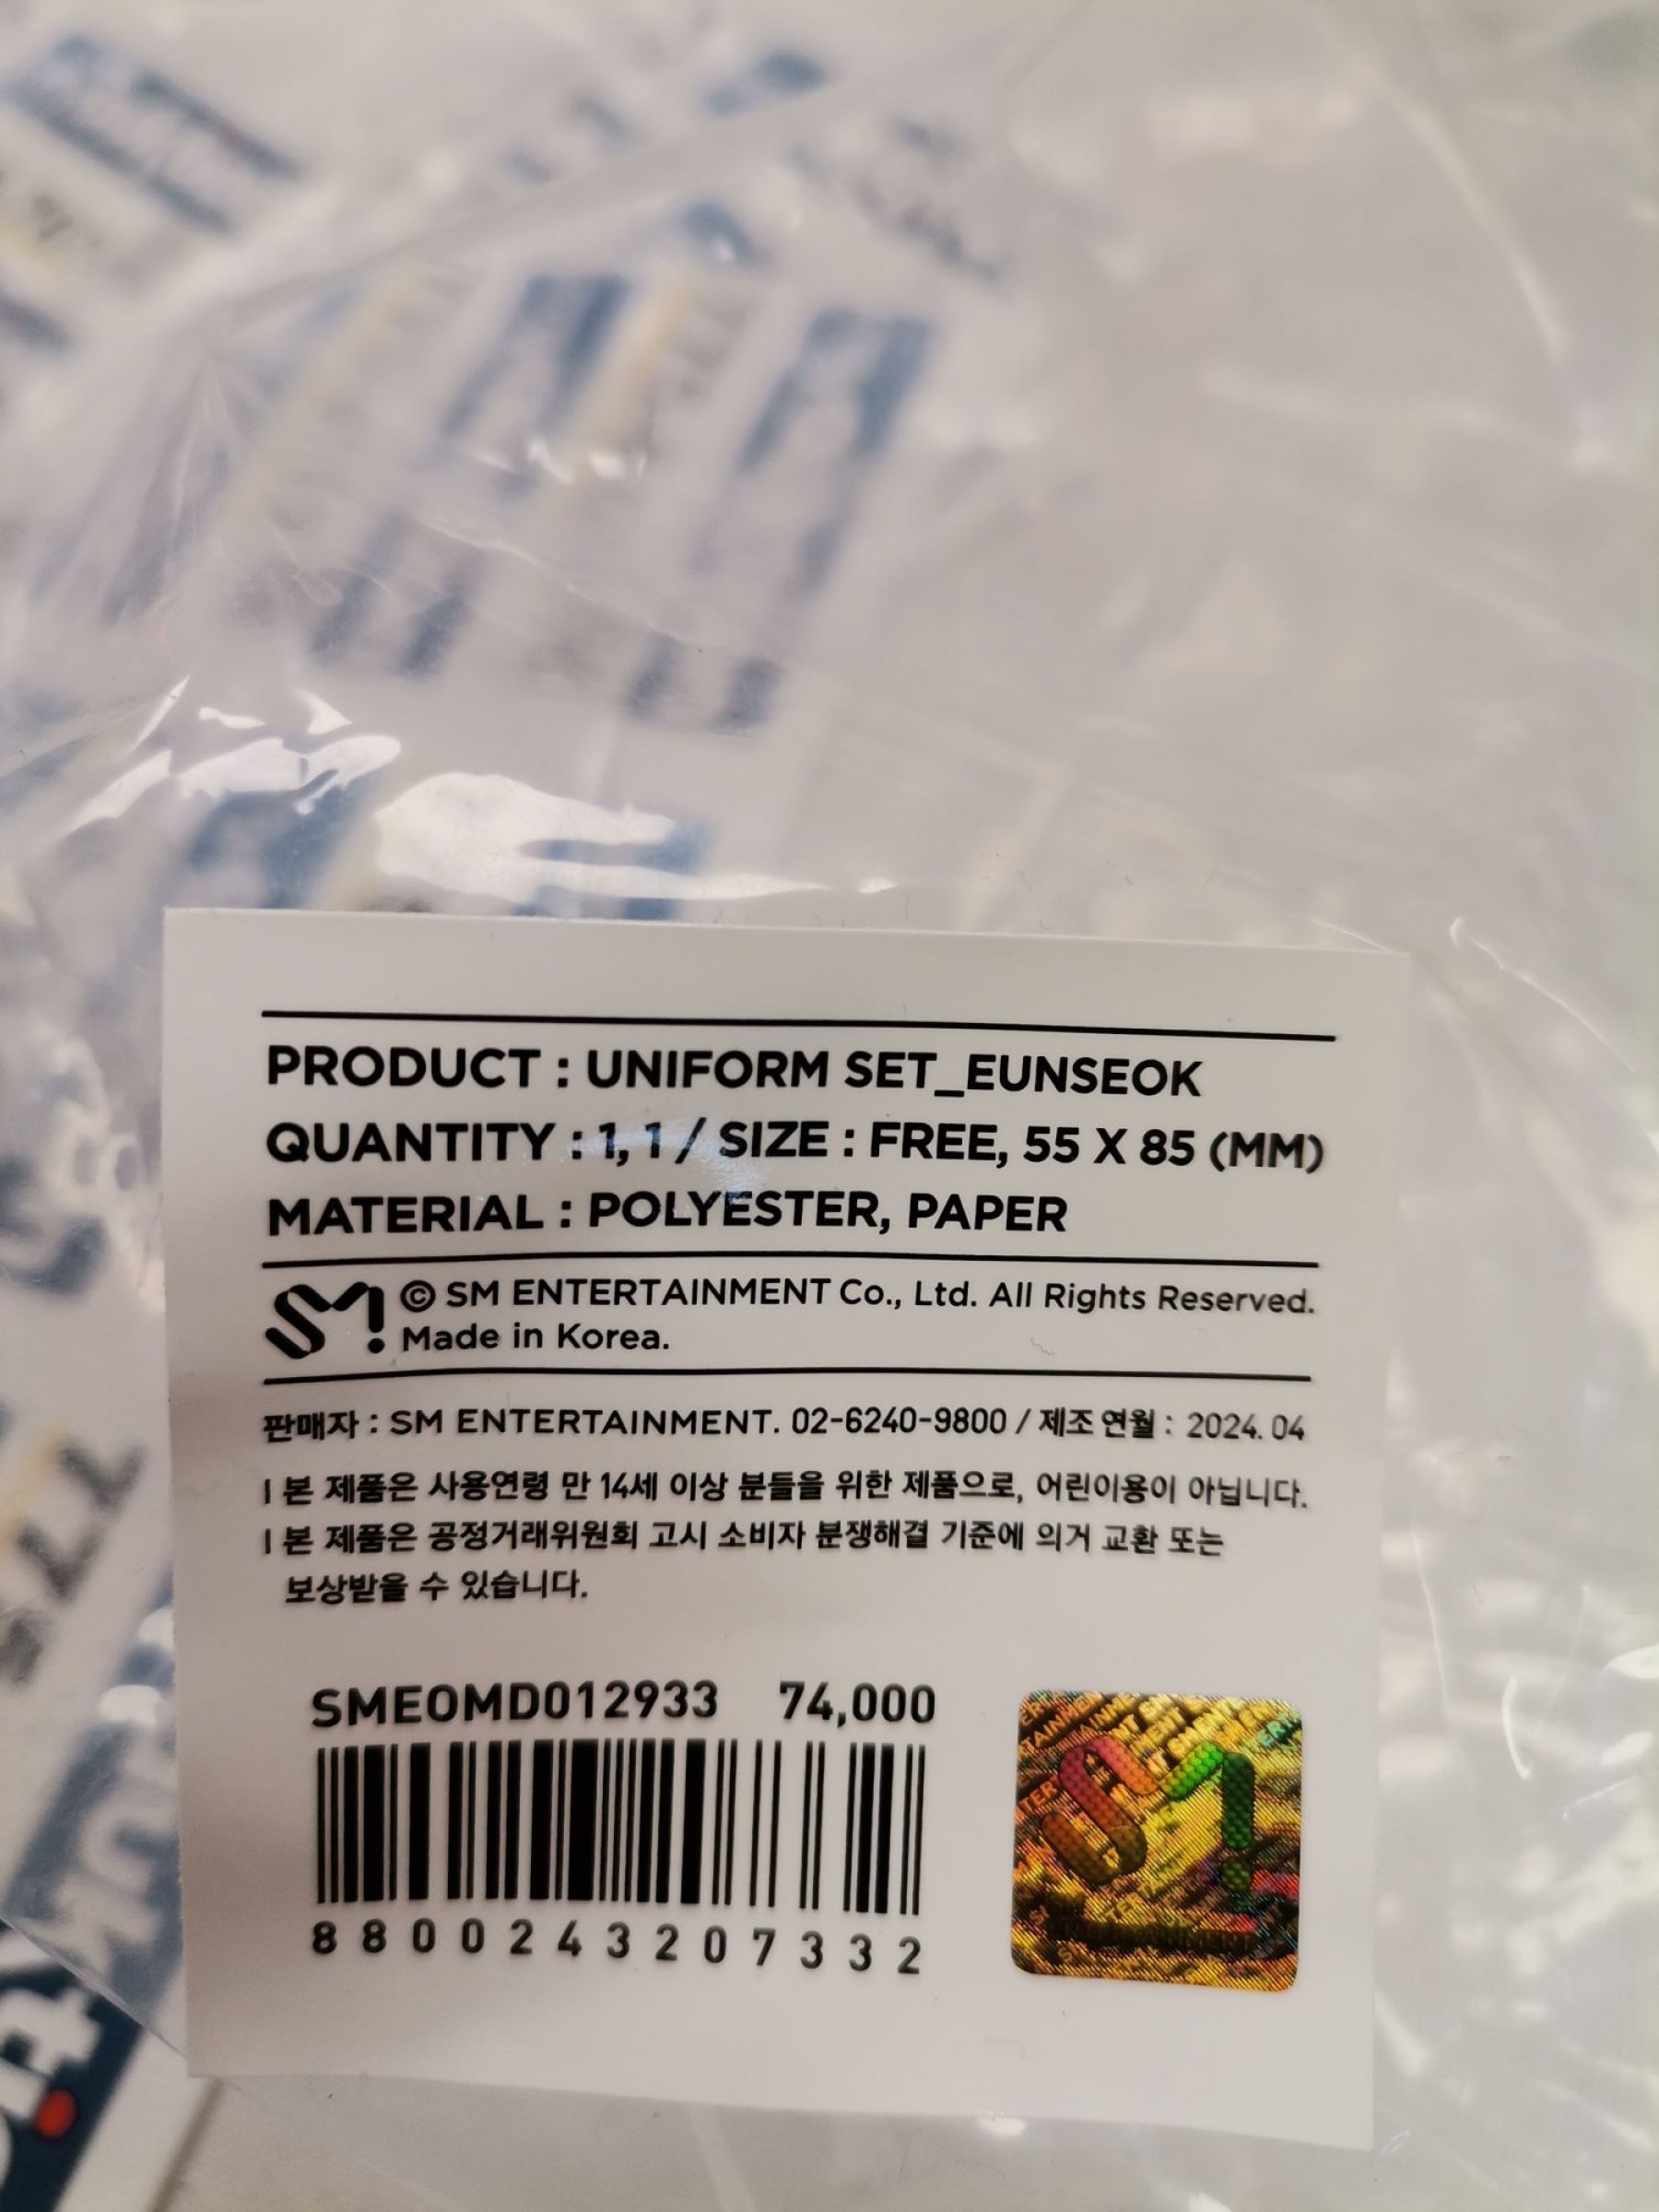 PRODUCT : UNIFORM SET_EUNSEOK
QUANTITY : 1, 1 / SIZE : FREE, 55 X 85 (MM)
MATERIAL : POLYESTER, PAPER
SM! © SM ENTERTAINMENT Co., Ltd. All Rights Reserved.
Made in Korea.
판매자 : SM ENTERTAINMENT. 02-6240-9800 / 제조연월 : 2024. 04
I 본 제품은 사용연령 만 14세 이상 분들을 위한 제품으로, 어린이용이 아닙니다.
I 본 제품은 공정거래위원회 고시 소비자 분쟁해결 기준에 의거 교환 또는
보상받을 수 있습니다.
SMEOMD012933 74,000
8800243207332